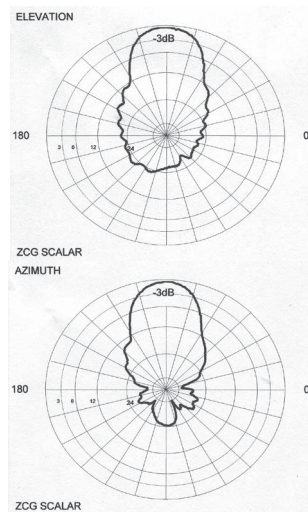 ELEVATION
-3dB
180
0
3 6 12 24
ZCG SCALAR
AZIMUTH
-3dB
180
0
3 6 12 24
ZCG SCALAR